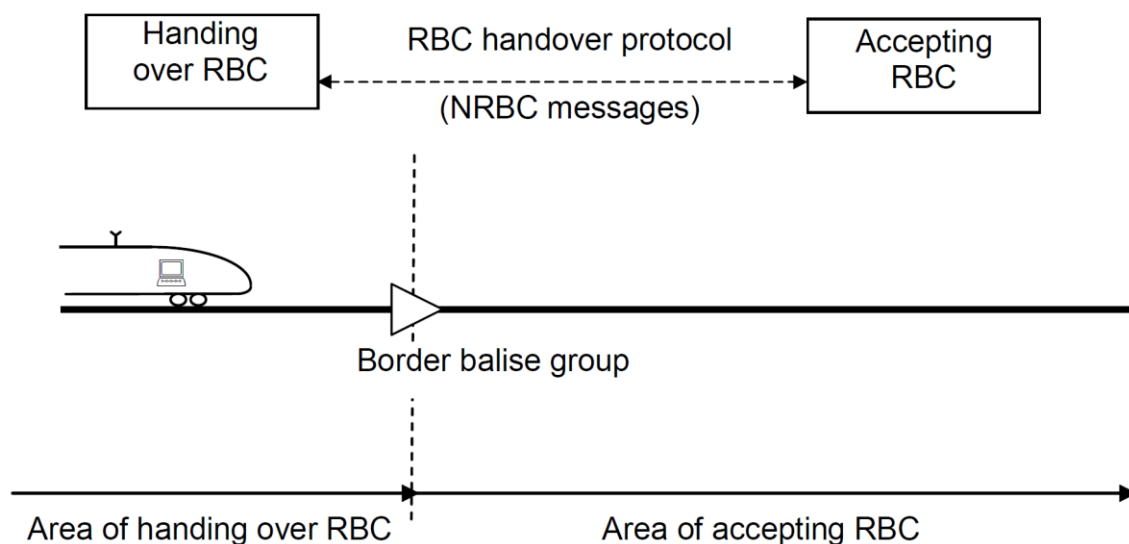 Handing
over RBC
RBC handover protocol
(NRBC messages)
Accepting
RBC
Border balise group
Area of handing over RBC
Area of accepting RBC